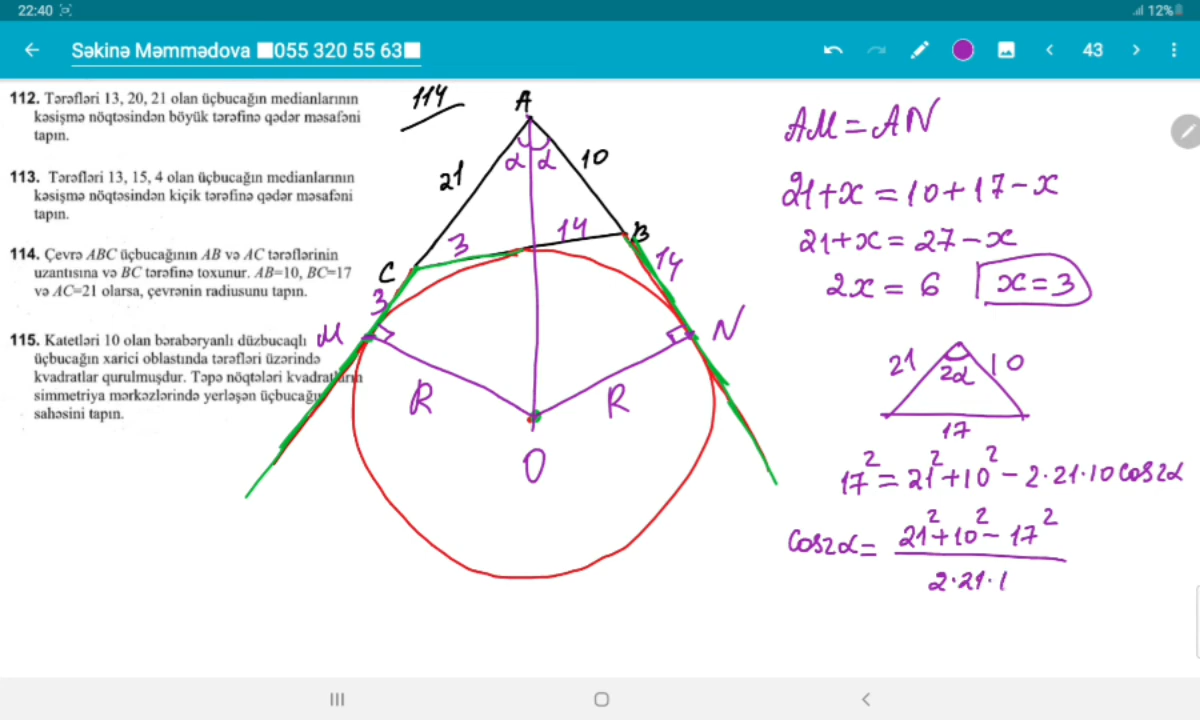 22:40
12%
Səkinə Məmmədova 055 320 55 63
43
112. Tərəfləri 13, 20, 21 olan üçbucağın medianlarının
kəsişmə nöqtəsindən böyük tərəfinə qədər məsafəni
tapın.
113. Tərəfləri 13, 15, 4 olan üçbucağın medianlarının
kəsişmə nöqtəsindən kiçik tərəfinə qədər məsafəni
tapın.
114. Çevrə ABC üçbucağının AB və AC tərəflərinin
uzantısına və BC tərəfinə toxunur. AB=10, BC=17
və AC=21 olarsa, çevrənin radiusunu tapın.
115. Katetləri 10 olan bərabəryanlı düzbucaqlı
üçbucağın xarici oblastında tərəfləri üzərində
kvadratlar qurulmuşdur. Təpə nöqtələri kvadratların
simmetriya mərkəzlərində yerləşən üçbucağın
sahəsini tapın.
114
A
α α
21
10
3
14
B
C
3
14
M
N
R
R
O
AM = AN
21+x = 10+17-x
21+x = 27-x
2x = 6
x = 3
21
2α
10
17
17² = 21²+10² - 2·21·10 cos2α
cos2α = 21²+10²-17²
2·21·1